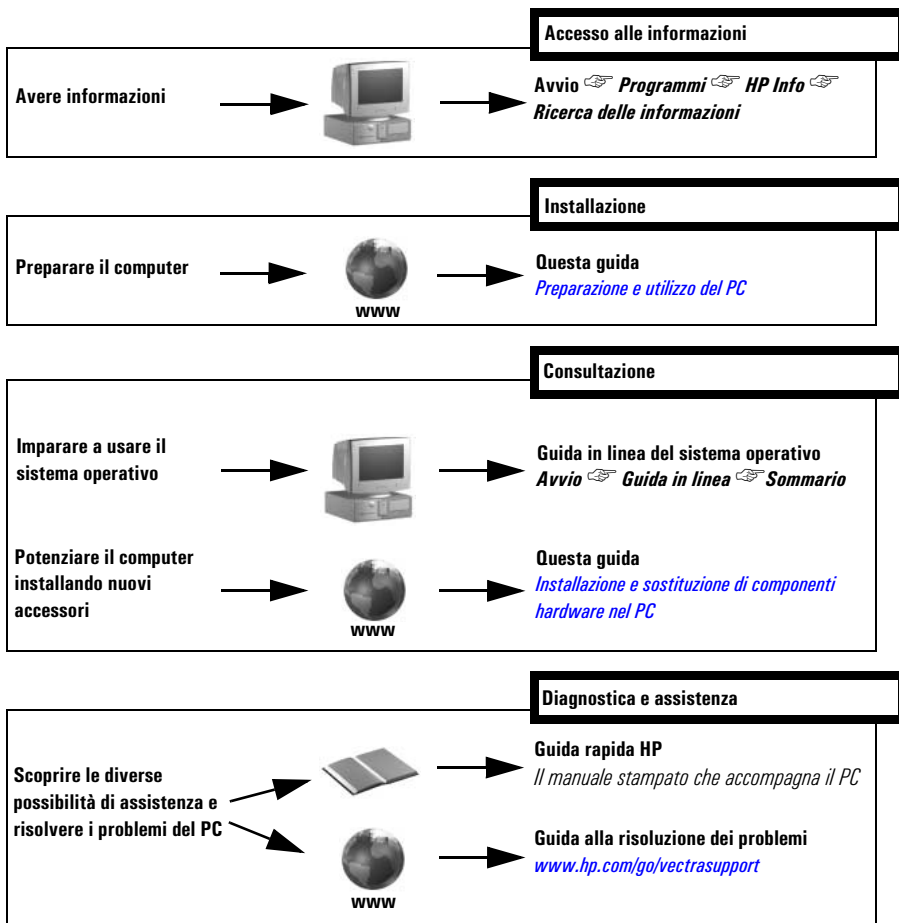 Accesso alle informazioni
Avere informazioni
Avvio ☞ Programmi ☞ HP Info ☞
Ricerca delle informazioni
Installazione
Preparare il computer
www
Questa guida
Preparazione e utilizzo del PC
Consultazione
Imparare a usare il
sistema operativo
Guida in linea del sistema operativo
Avvio ☞ Guida in linea ☞ Sommario
Potenziare il computer
installando nuovi
accessori
www
Questa guida
Installazione e sostituzione di componenti
hardware nel PC
Diagnostica e assistenza
Scoprire le diverse
possibilità di assistenza e
risolvere i problemi del PC
Guida rapida HP
Il manuale stampato che accompagna il PC
www
Guida alla risoluzione dei problemi
www.hp.com/go/vectrasupport